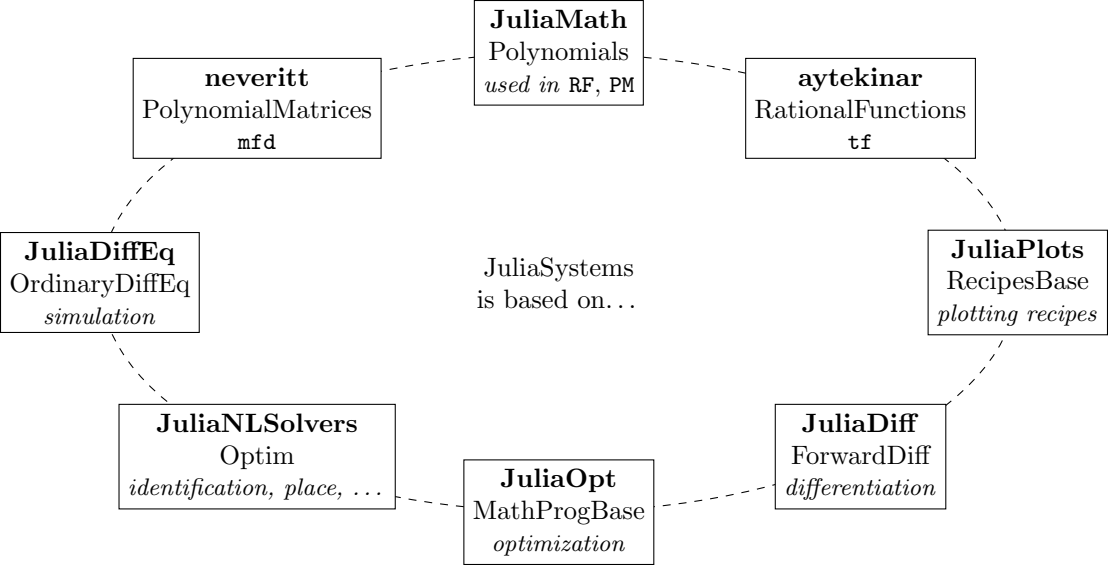 JuliaMath
Polynomials
used in RF, PM
neveritt
PolynomialMatrices
mfd
aytekinar
RationalFunctions
tf
JuliaDiffEq
OrdinaryDiffEq
simulation
JuliaSystems
is based on...
JuliaPlots
RecipesBase
plotting recipes
JuliaNLSolvers
Optim
identification, place, ...
JuliaOpt
MathProgBase
optimization
JuliaDiff
ForwardDiff
differentiation